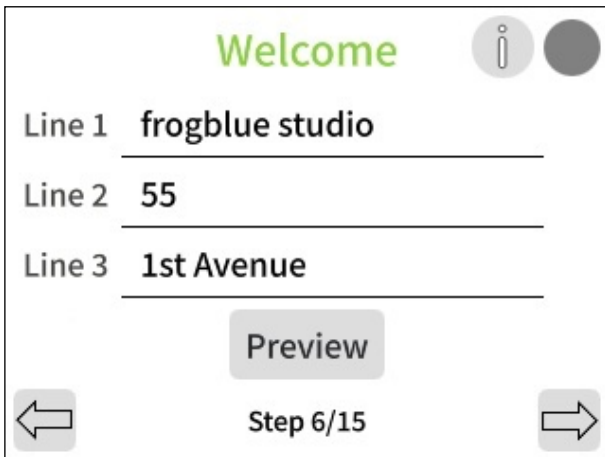 Welcome i
Line 1 frogblue studio
Line 2 55
Line 3 1st Avenue
Preview
Step 6/15